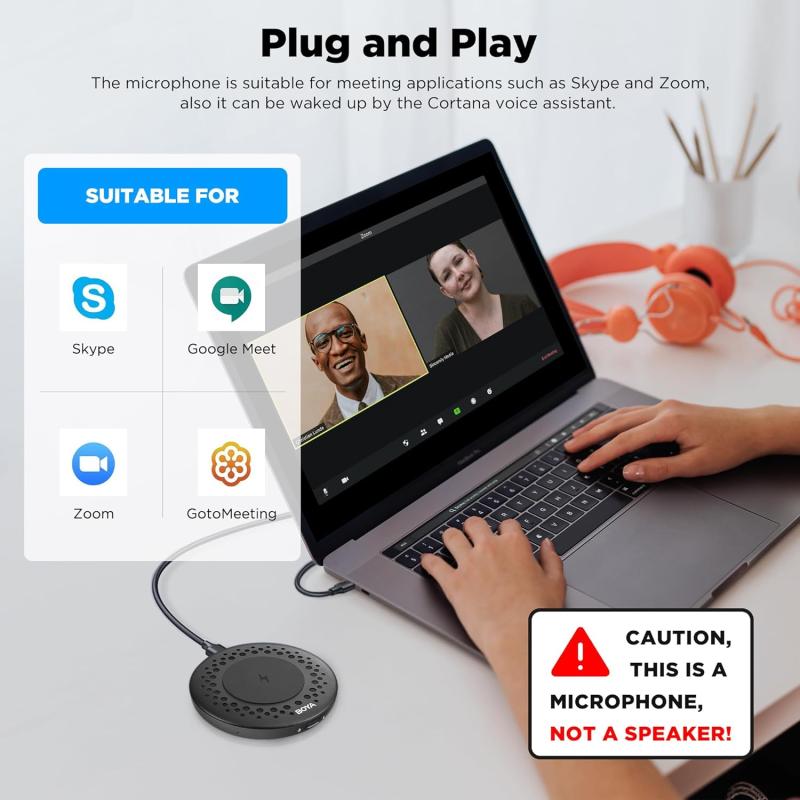 Plug and Play
The microphone is suitable for meeting applications such as Skype and Zoom,
also it can be waked up by the Cortana voice assistant.
SUITABLE FOR
Skype
Google Meet
Zoom
GotoMeeting
Zoom
BOYA
CAUTION,
THIS IS A
MICROPHONE,
NOT A SPEAKER!